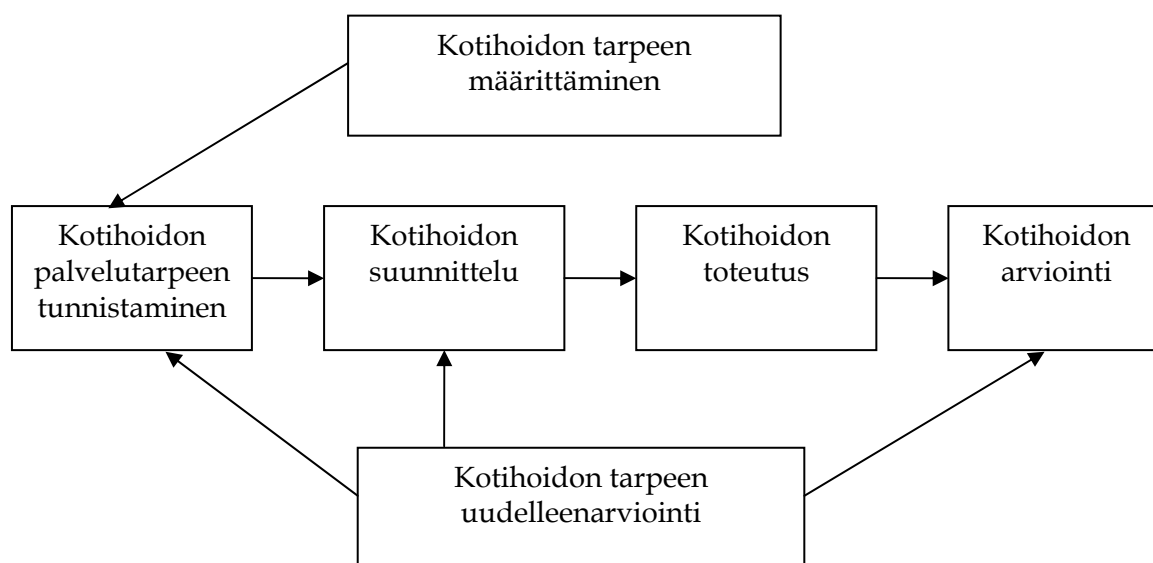 Kotihoidon tarpeen
määrittäminen
Kotihoidon
palvelutarpeen
tunnistaminen
Kotihoidon
suunnittelu
Kotihoidon
toteutus
Kotihoidon
arviointi
Kotihoidon tarpeen
uudelleenarviointi